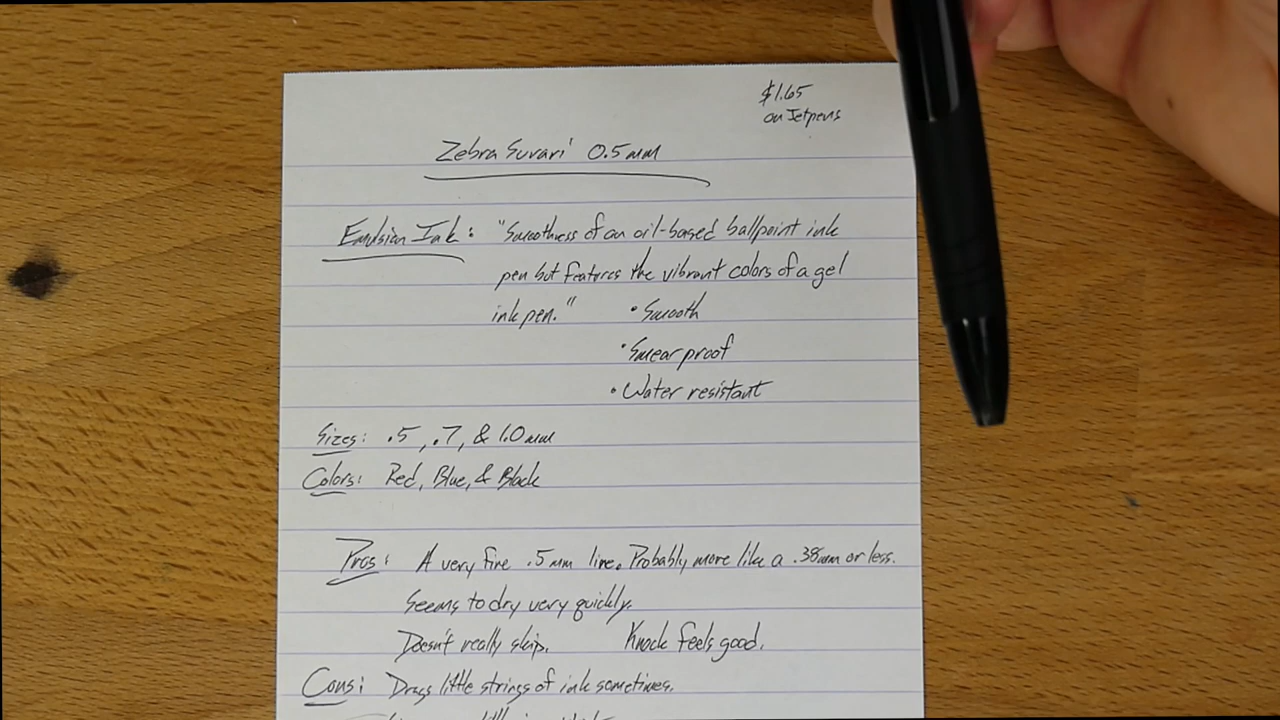 $1.65
on Jetpens
Zebra Surari 0.5mm
Emulsion Ink: "Smoothness of an oil-based ballpoint ink
pen but features the vibrant colors of a gel
ink pen." • Smooth
• Smear proof
• Water resistant
Sizes: .5, .7, & 1.0 mm
Colors: Red, Blue, & Black
Pros: A very fine .5mm line. Probably more like a .38mm or less.
Seems to dry very quickly.
Doesn't really skip. Knock feels good.
Cons: Drags little strings of ink sometimes.